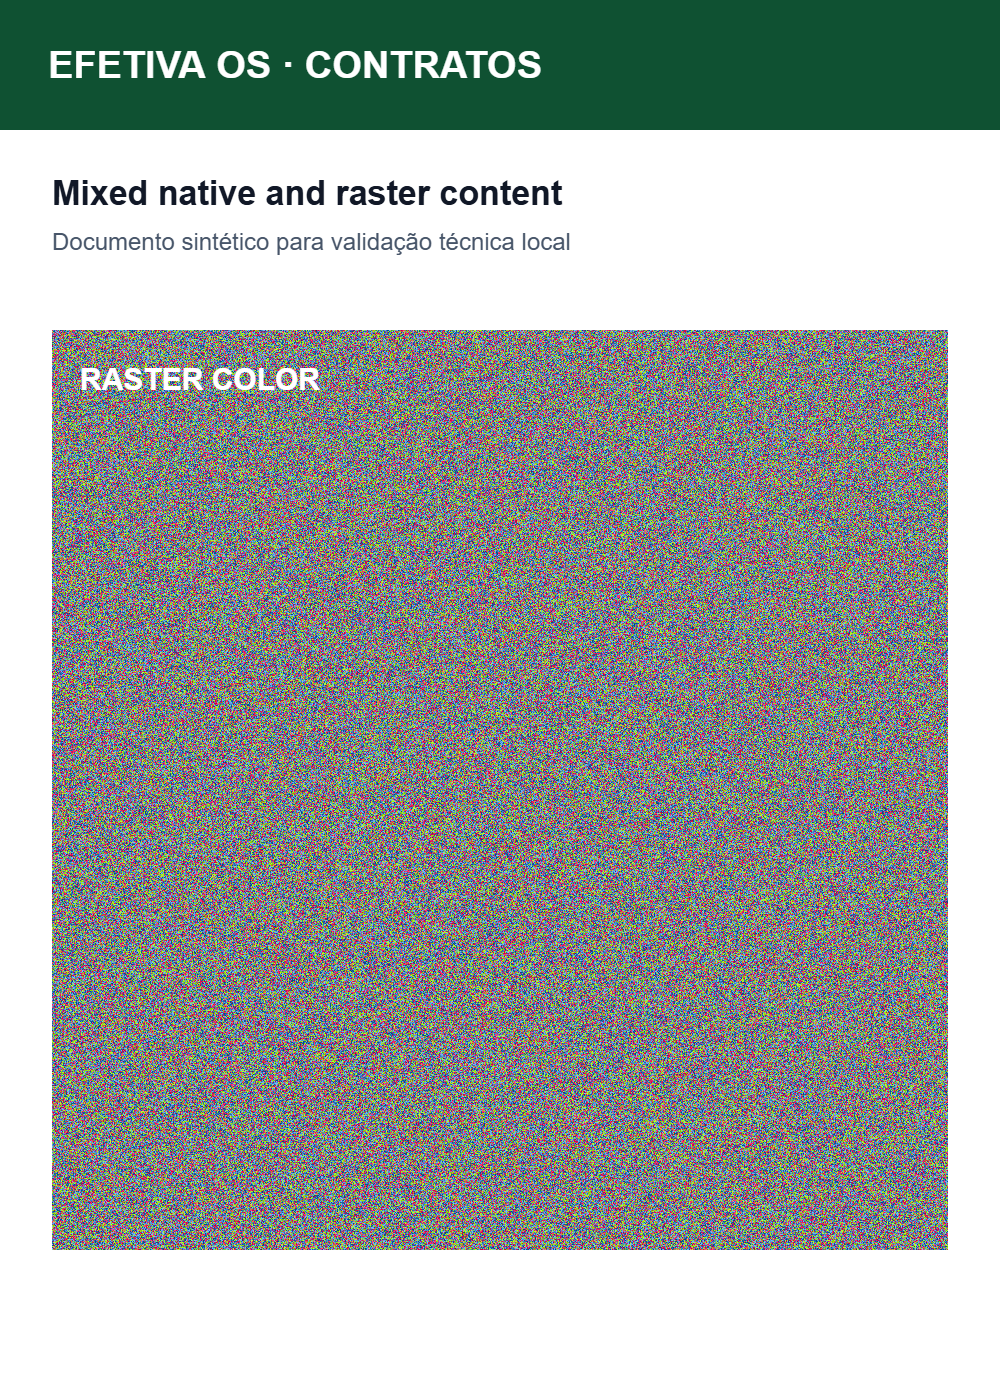 EFETIVA OS · CONTRATOS
Mixed native and raster content
Documento sintético para validação técnica local
RASTER COLOR